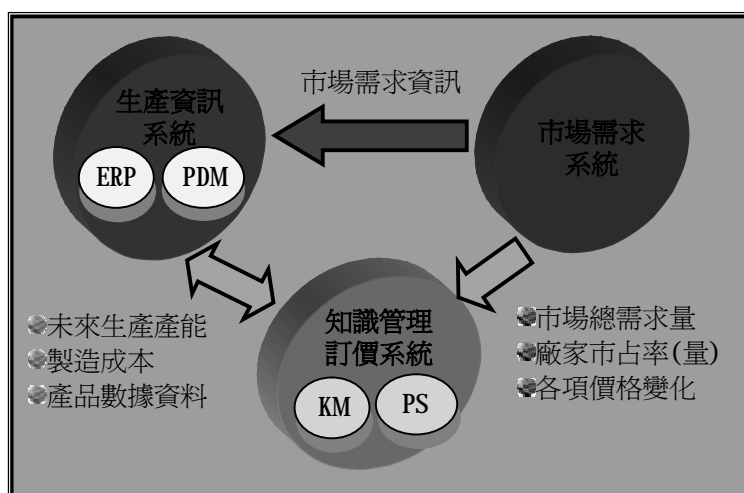 市場需求資訊
生產資訊
系統
ERP
PDM
市場需求
系統
未來生產產能
製造成本
產品數據資料
知識管理
訂價系統
KM
PS
市場總需求量
廠家市占率(量)
各項價格變化